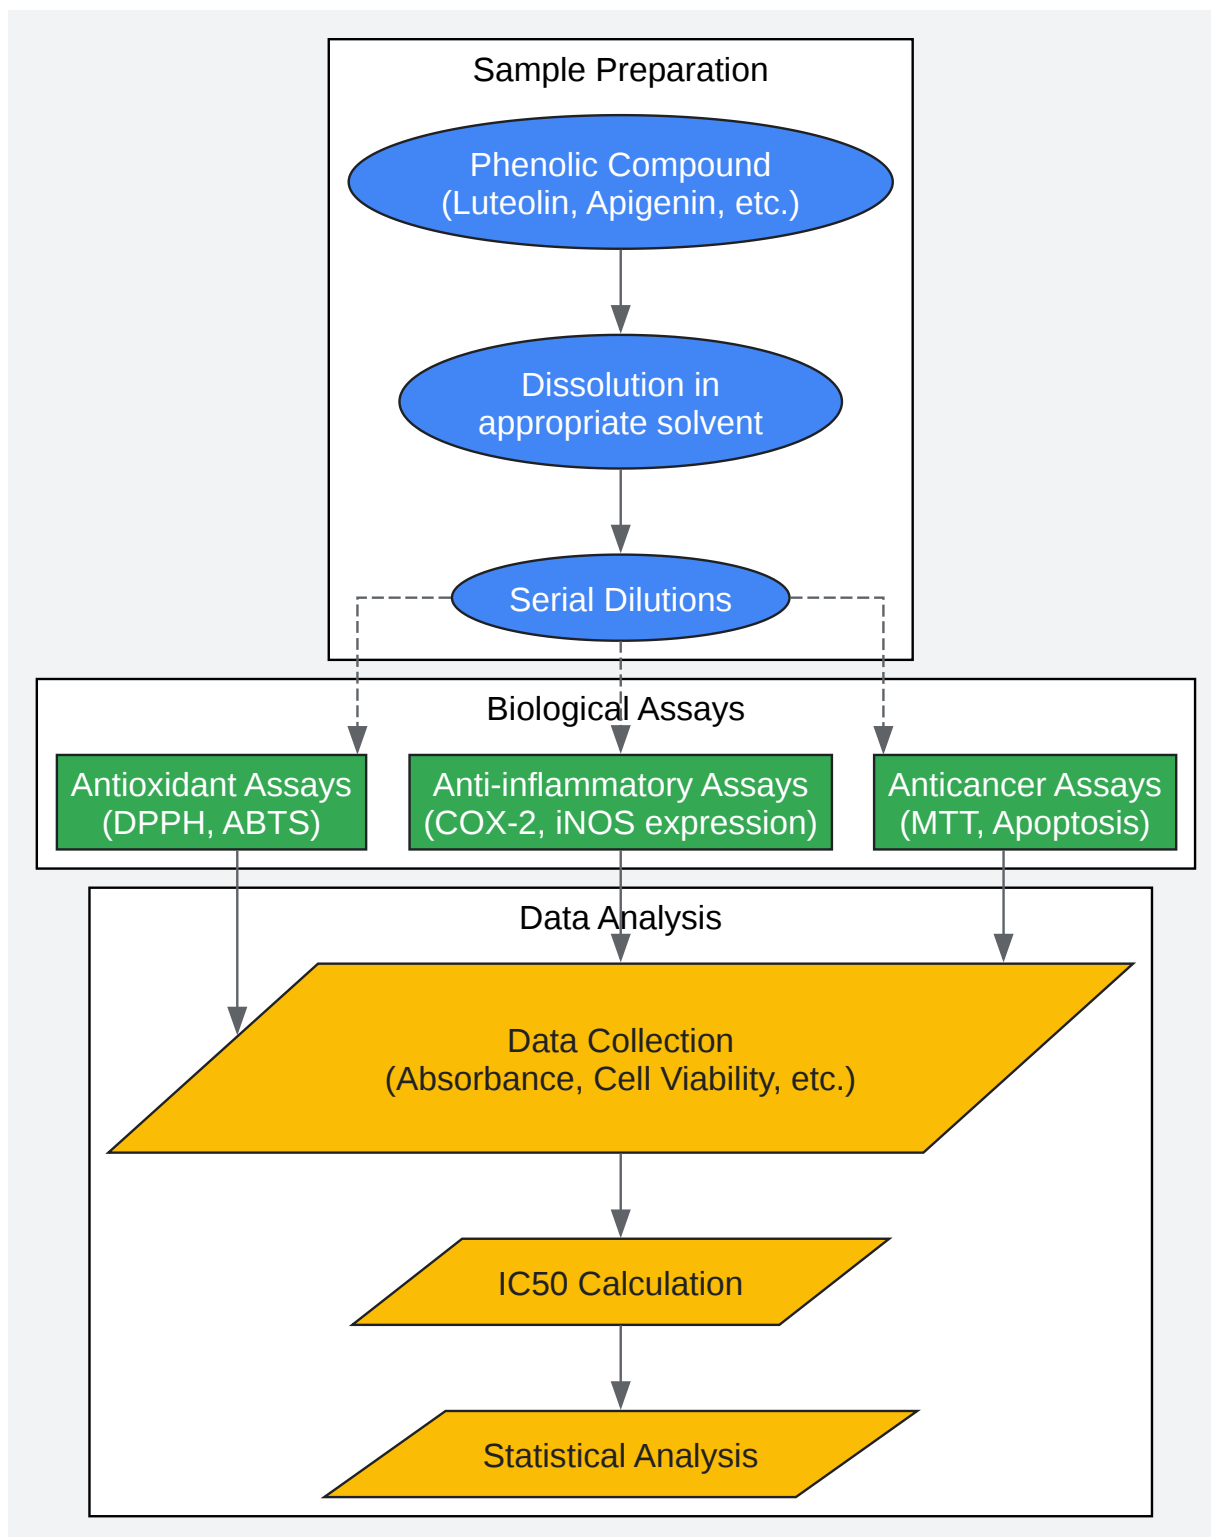 Sample Preparation
Phenolic Compound
(Luteolin, Apigenin, etc.)
Dissolution in
appropriate solvent
Serial Dilutions
Biological Assays
Antioxidant Assays
(DPPH, ABTS)
Anti-inflammatory Assays
(COX-2, iNOS expression)
Anticancer Assays
(MTT, Apoptosis)
Data Analysis
Data Collection
(Absorbance, Cell Viability, etc.)
IC50 Calculation
Statistical Analysis